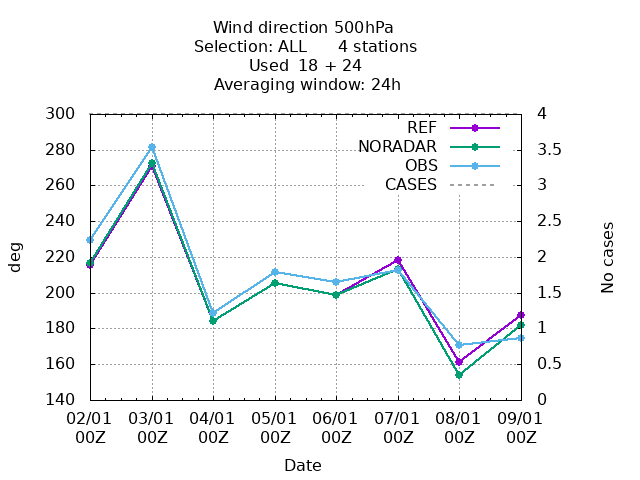 Wind direction 500hPa
Selection: ALL 4 stations
Used 18 + 24
Averaging window: 24h
300 4
REF
NORADAR
280 3.5
OBS
CASES
260 3
240 2.5
220 2
200 1.5
180 1
160 0.5
140 0
deg
No cases
02/01 03/01 04/01 05/01 06/01 07/01 08/01 09/01
00Z 00Z 00Z 00Z 00Z 00Z 00Z 00Z
Date